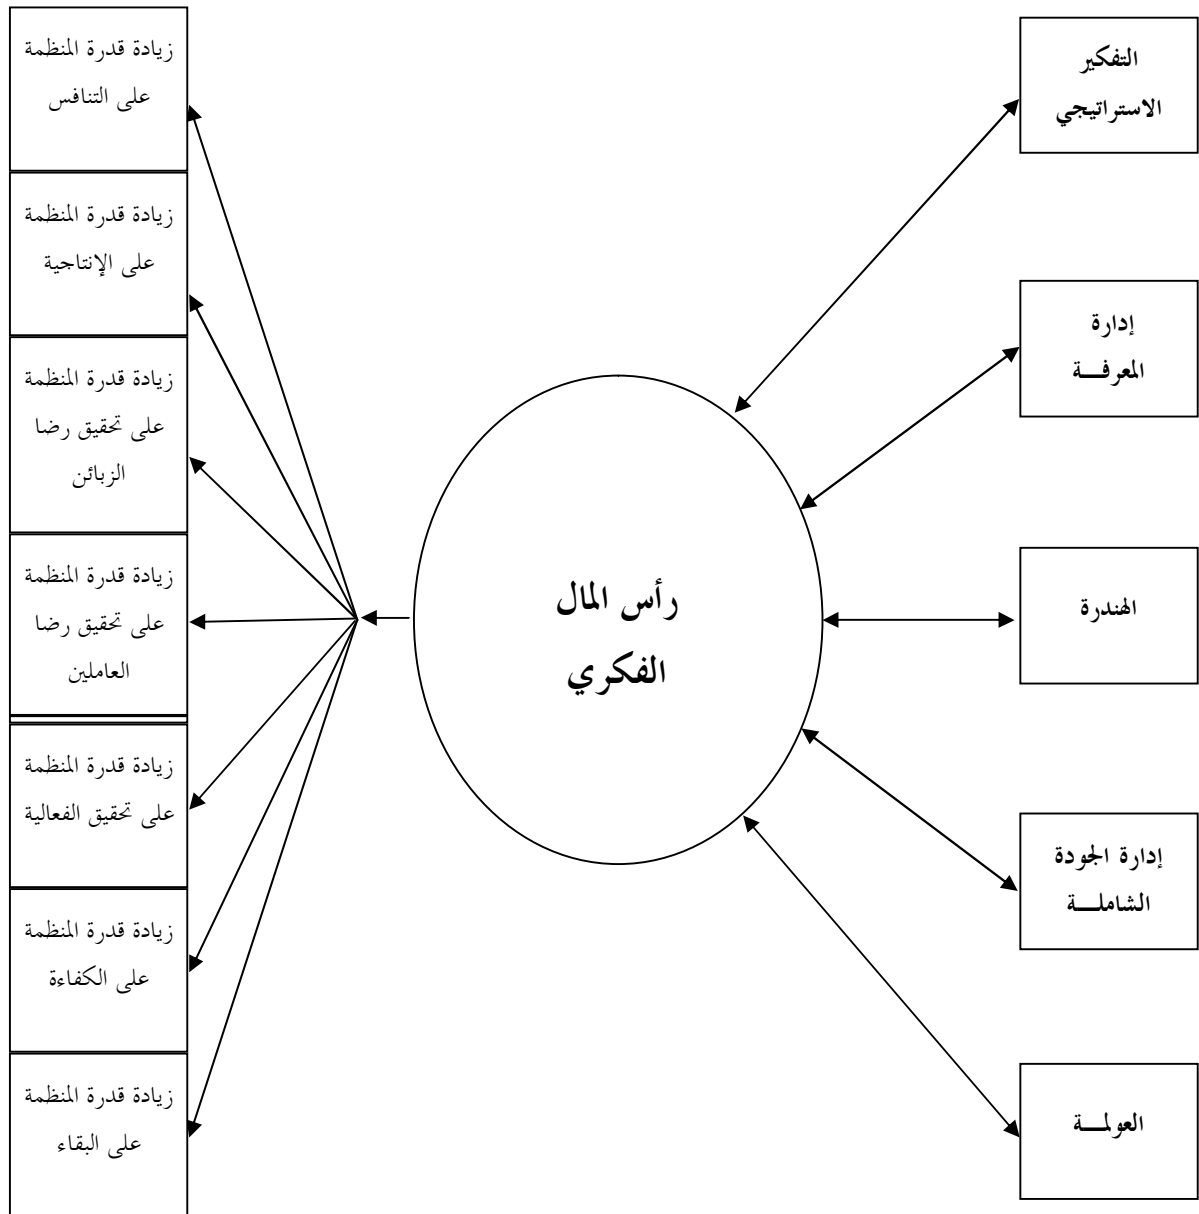 التفكير
الاستراتيجي
إدارة
المعرفـــة
الهندرة
إدارة الجودة
الشاملـــة
العولمـــة
رأس المال
الفكري
زيادة قدرة المنظمة
على التنافس
زيادة قدرة المنظمة
على الإنتاجية
زيادة قدرة المنظمة
على تحقيق رضا
الزبائن
زيادة قدرة المنظمة
على تحقيق رضا
العاملين
زيادة قدرة المنظمة
على تحقيق الفعالية
زيادة قدرة المنظمة
على الكفاءة
زيادة قدرة المنظمة
على البقاء